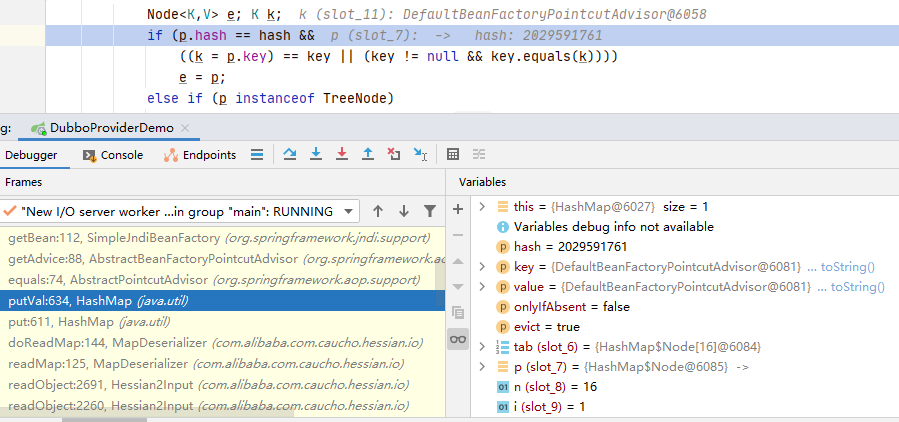 Node<K,V> e; K k;  k (slot_11): DefaultBeanFactoryPointcutAdvisor@6058
if (p.hash == hash &&  p (slot_7):  ->  hash: 2029591761
((k = p.key) == key || (key != null && key.equals(k))))
e = p;
else if (p instanceof TreeNode)
g: DubboProviderDemo ×
Debugger Console Endpoints
Frames
"New I/O server worker ...in group "main": RUNNING
getBean:112, SimpleJndiBeanFactory (org.springframework.jndi.support)
getAdvice:88, AbstractBeanFactoryPointcutAdvisor (org.springframework.ao
equals:74, AbstractPointcutAdvisor (org.springframework.aop.support)
putVal:634, HashMap (java.util)
put:611, HashMap (java.util)
doReadMap:144, MapDeserializer (com.alibaba.com.caucho.hessian.io)
readMap:125, MapDeserializer (com.alibaba.com.caucho.hessian.io)
readObject:2691, Hessian2Input (com.alibaba.com.caucho.hessian.io)
readObject:2260, Hessian2Input (com.alibaba.com.caucho.hessian.io)
Variables
this = {HashMap@6027}  size = 1
Variables debug info not available
hash = 2029591761
key = {DefaultBeanFactoryPointcutAdvisor@6081} ... toString()
value = {DefaultBeanFactoryPointcutAdvisor@6081} ... toString()
onlyIfAbsent = false
evict = true
tab (slot_6) = {HashMap$Node[16]@6084}
p (slot_7) = {HashMap$Node@6085}  ->
n (slot_8) = 16
i (slot_9) = 1